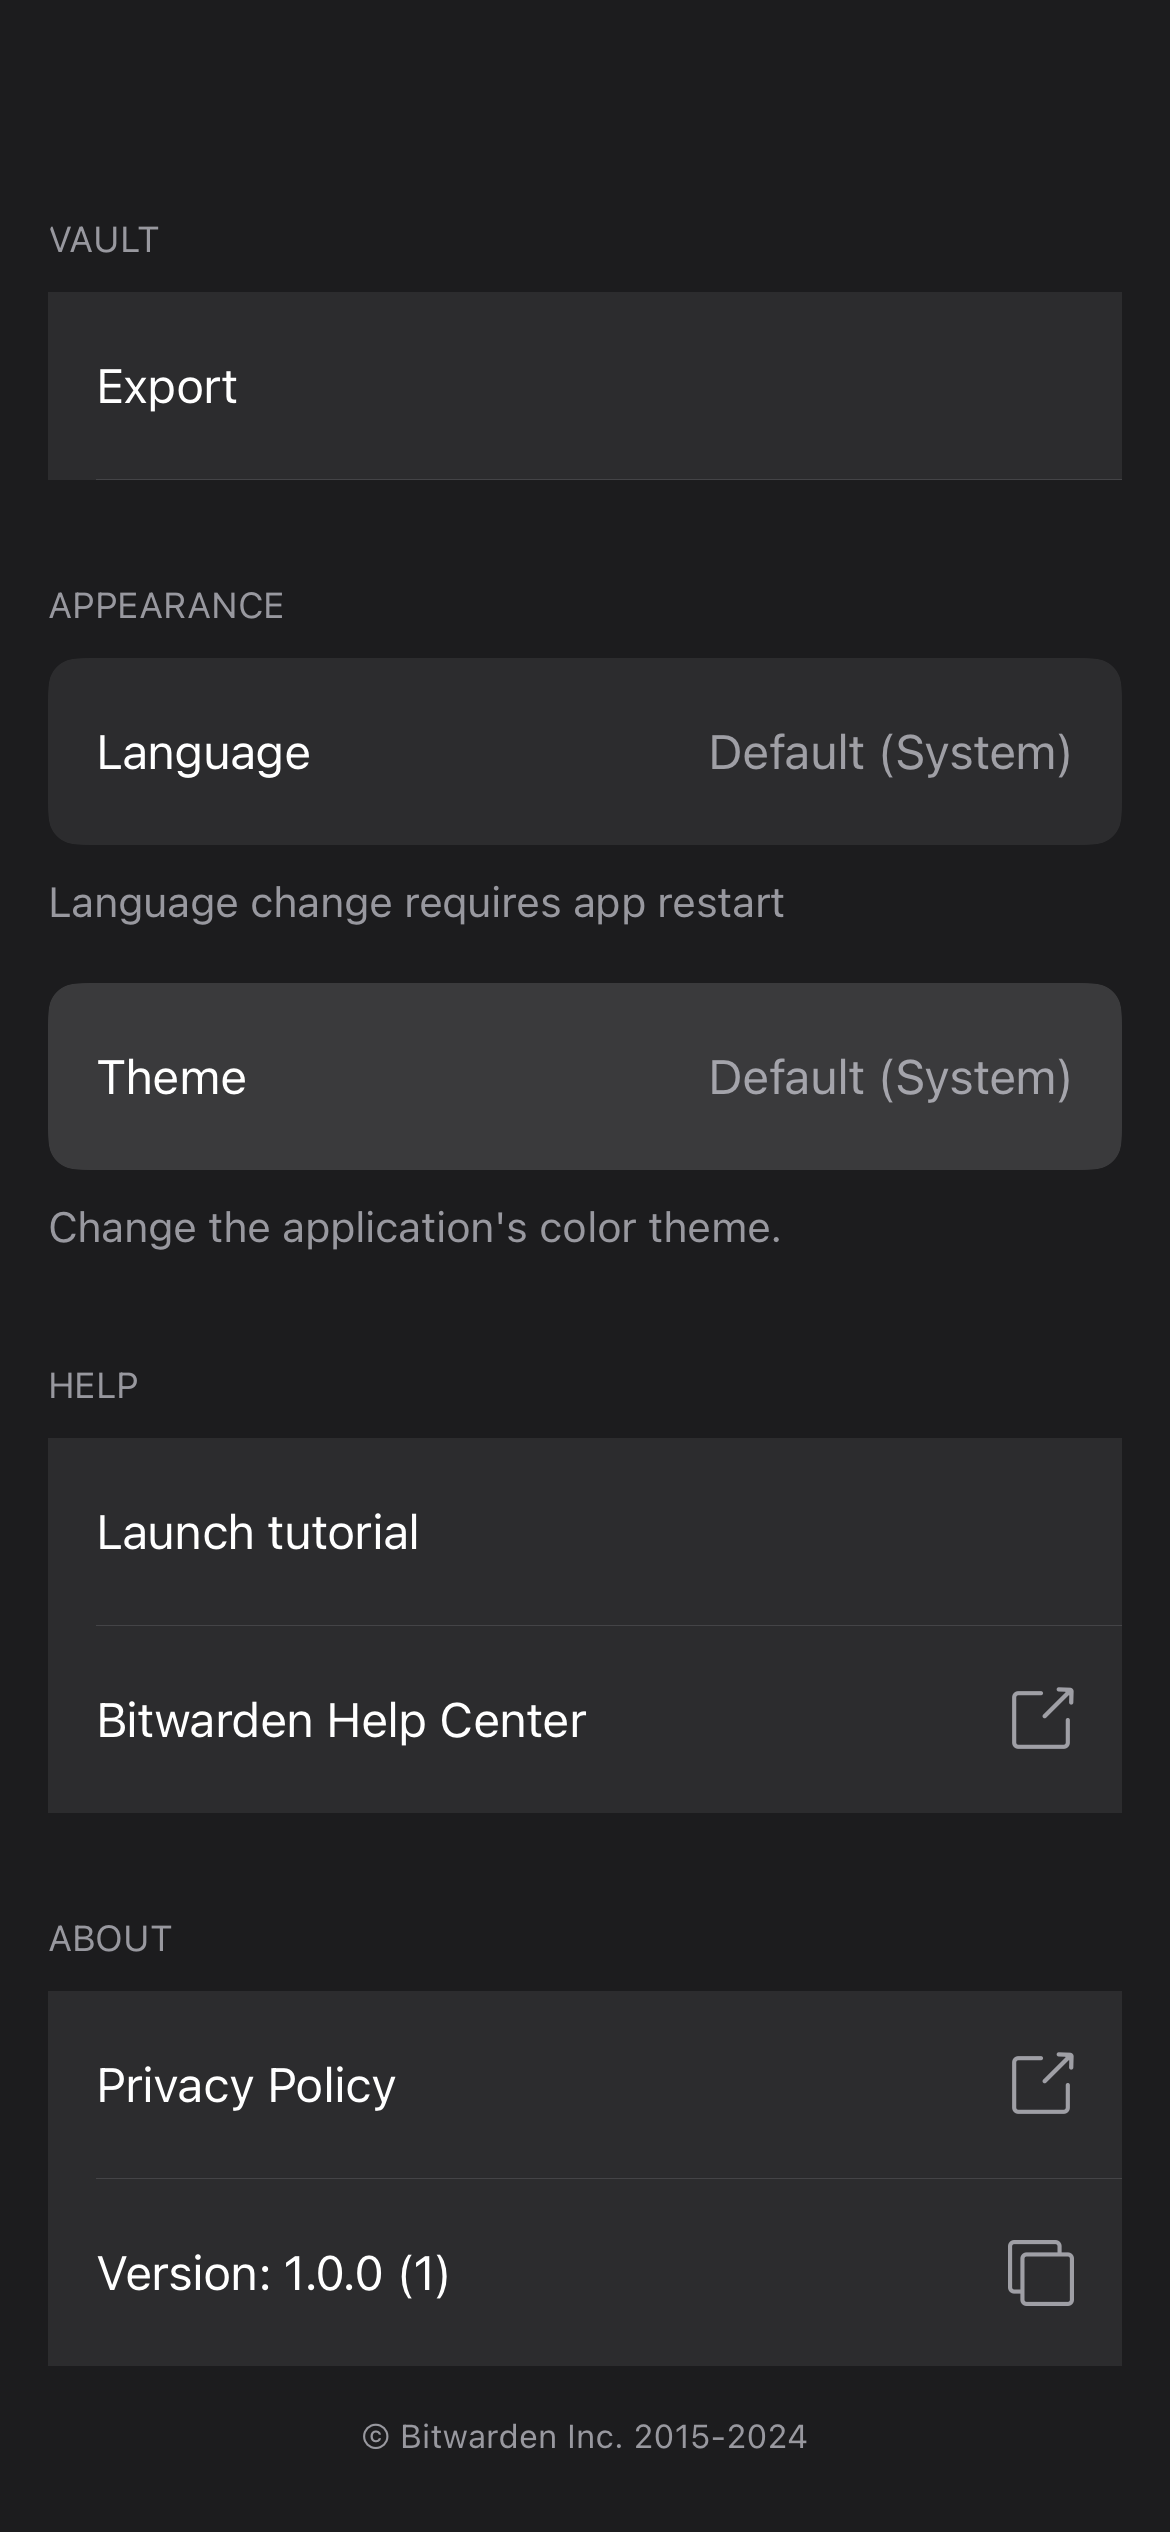 VAULT
Export
APPEARANCE
Language Default (System)
Language change requires app restart
Theme Default (System)
Change the application's color theme.
HELP
Launch tutorial
Bitwarden Help Center
ABOUT
Privacy Policy
Version: 1.0.0 (1)
© Bitwarden Inc. 2015-2024